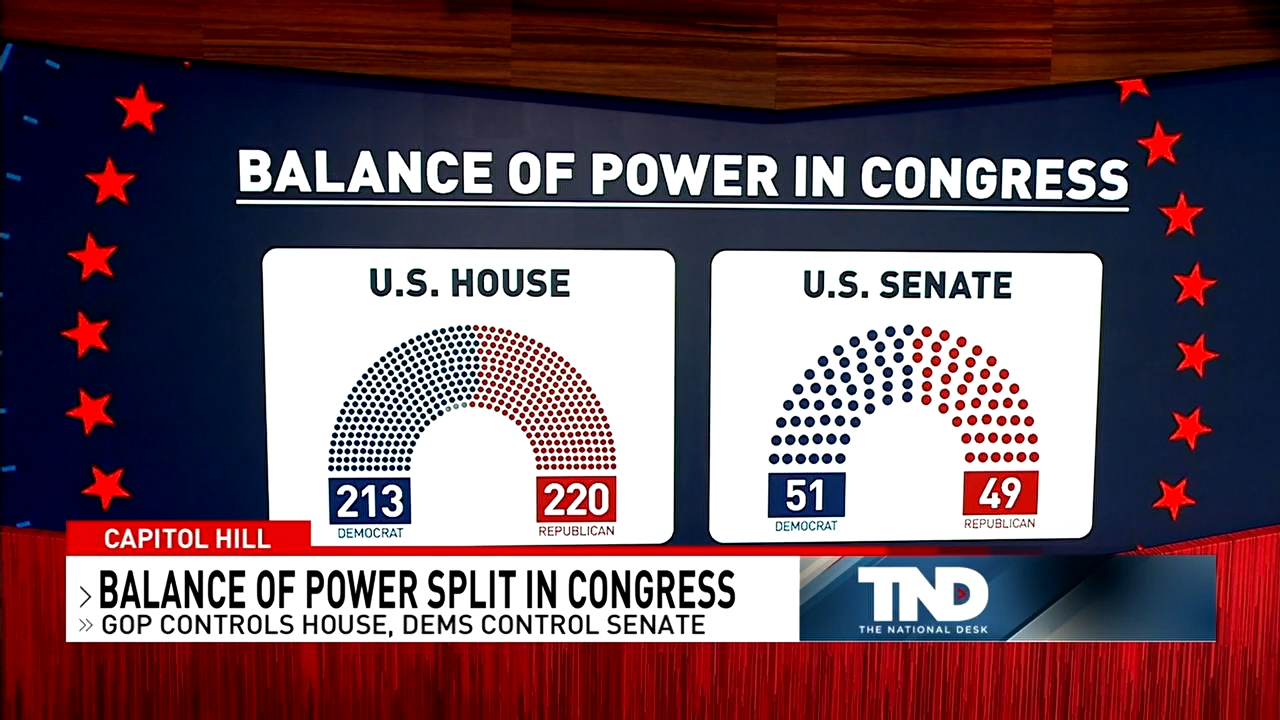 BALANCE OF POWER IN CONGRESS
U.S. HOUSE
213
DEMOCRAT
220
REPUBLICAN
U.S. SENATE
51
DEMOCRAT
49
REPUBLICAN
CAPITOL HILL
> BALANCE OF POWER SPLIT IN CONGRESS
>> GOP CONTROLS HOUSE, DEMS CONTROL SENATE
TND
THE NATIONAL DESK